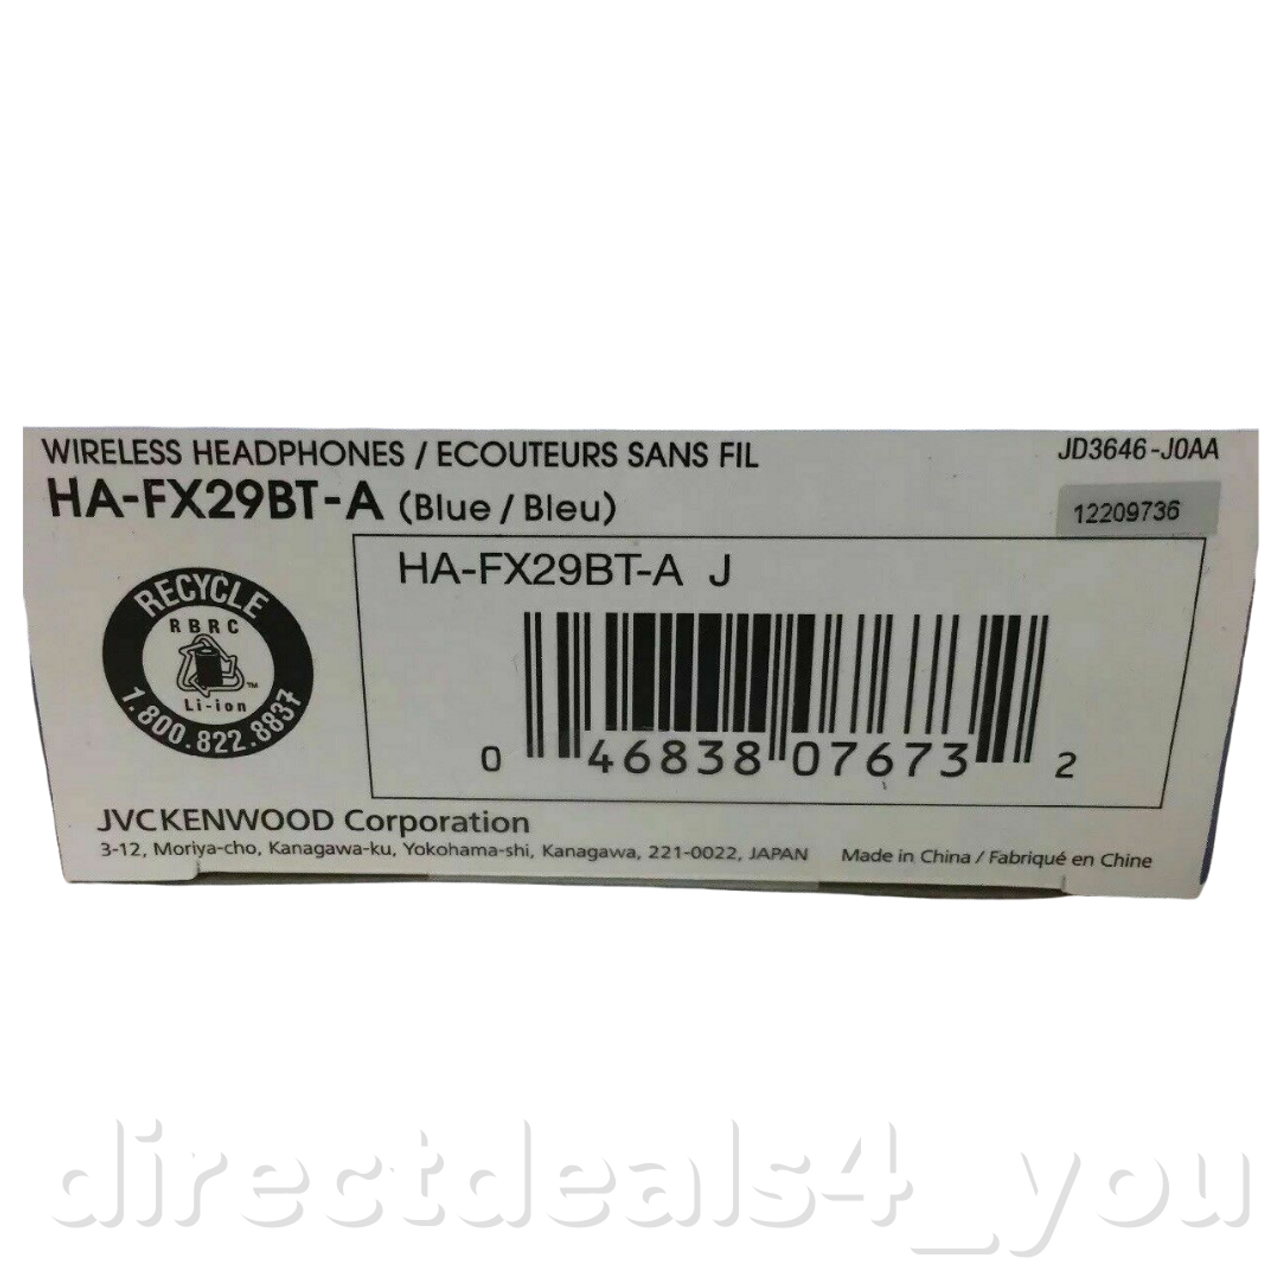 WIRELESS HEADPHONES / ECOUTEURS SANS FIL
JD3646-J0AA
HA-FX29BT-A (Blue / Bleu)
12209736
HA-FX29BT-A J
RECYCLE
RBRC
Li-ion
TM
1.800.822.8837
0 46838 07673 2
JVCKENWOOD Corporation
3-12, Moriya-cho, Kanagawa-ku, Yokohama-shi, Kanagawa, 221-0022, JAPAN
Made in China / Fabriqué en Chine
directdeals4_you